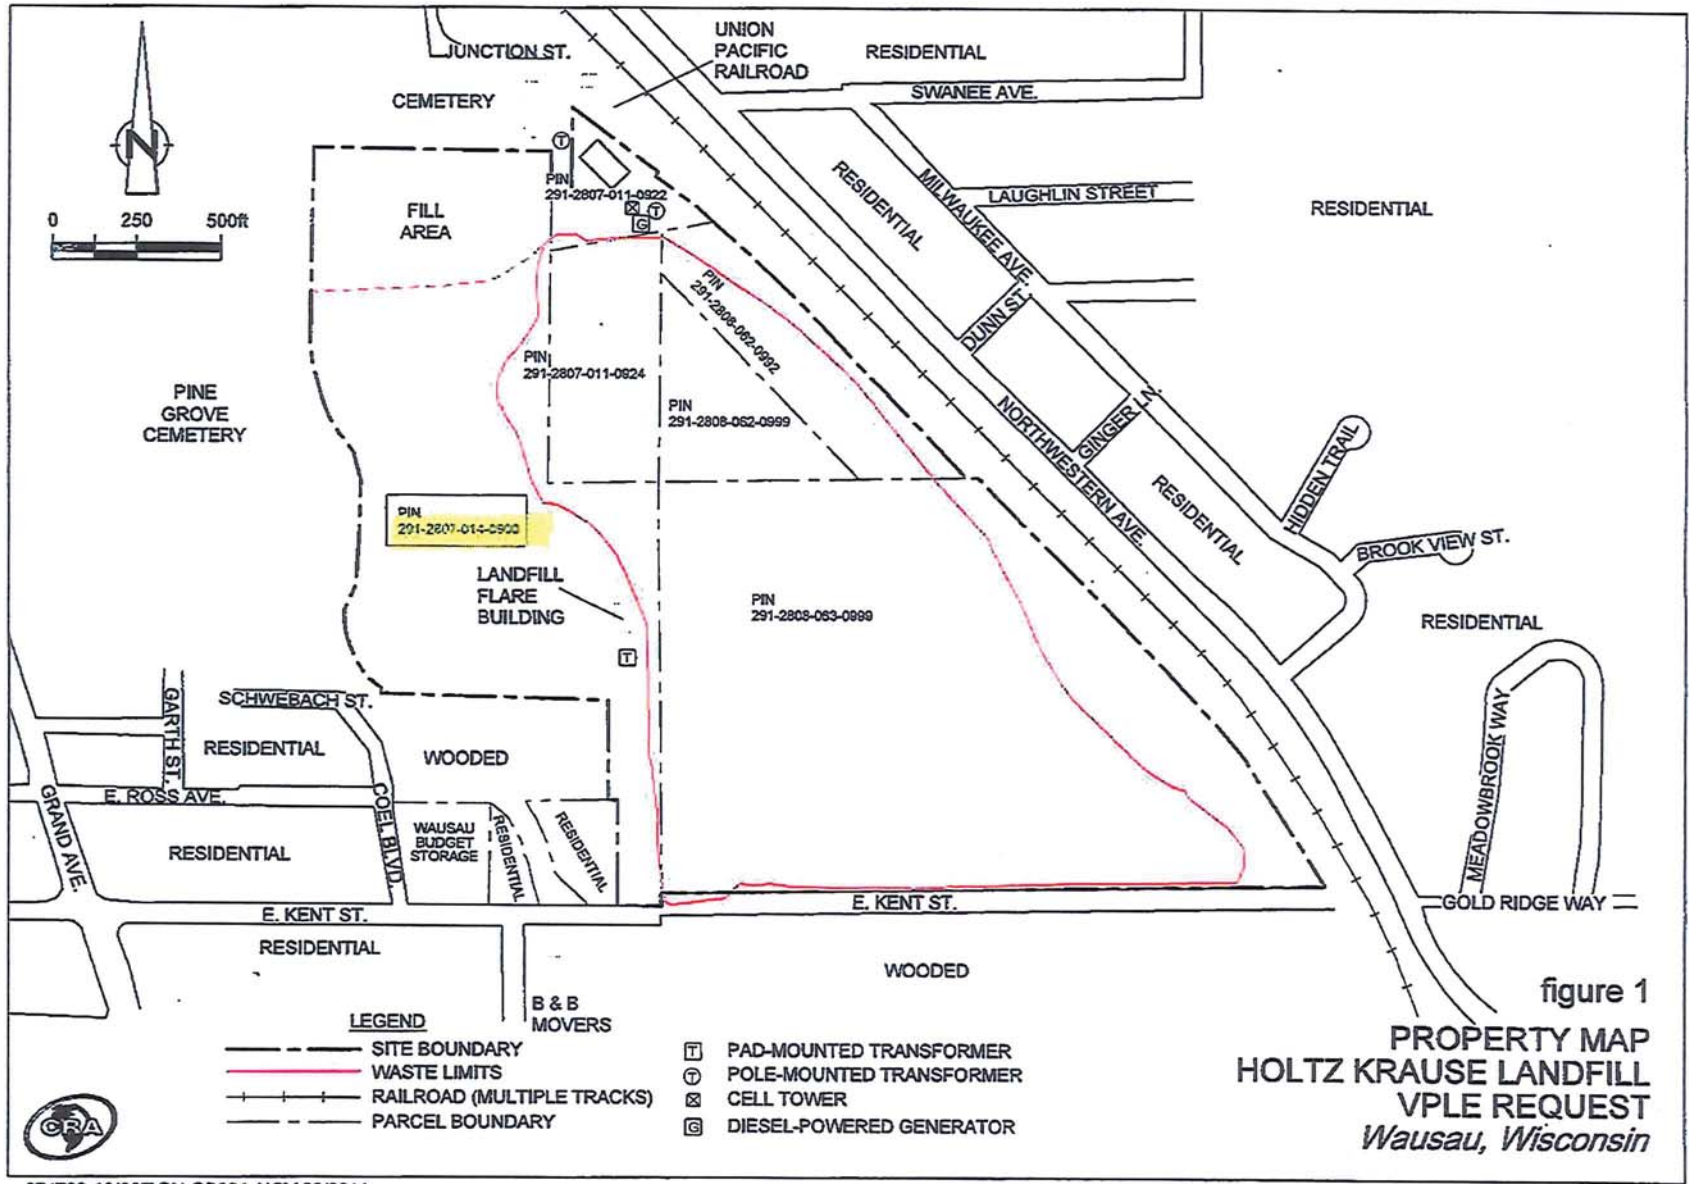 JUNCTION ST.
UNION
PACIFIC
RAILROAD
RESIDENTIAL
SWANEE AVE.
CEMETERY
N
0 250 500ft
FILL
AREA
T
PIN
291-2807-011-0922
T
G
RESIDENTIAL
MILWAUKEE AVE.
LAUGHLIN STREET
RESIDENTIAL
DUNN ST.
PIN
291-2808-062-0992
PIN
291-2807-011-0924
PIN
291-2808-062-0999
PINE
GROVE
CEMETERY
NORTHWESTERN AVE.
GINGER LN.
RESIDENTIAL
HIDDEN TRAIL
BROOK VIEW ST.
PIN
291-2807-014-0900
LANDFILL
FLARE
BUILDING
T
PIN
291-2808-063-0999
RESIDENTIAL
MEADOWBROOK WAY
GARTH ST.
SCHWEBACH ST.
RESIDENTIAL
WOODED
GRAND AVE.
E. ROSS AVE.
COEL BLVD.
RESIDENTIAL
WAUSAU
BUDGET
STORAGE
RESIDENTIAL
RESIDENTIAL
E. KENT ST.
E. KENT ST.
GOLD RIDGE WAY
RESIDENTIAL
WOODED
B & B
MOVERS
LEGEND
SITE BOUNDARY
WASTE LIMITS
RAILROAD (MULTIPLE TRACKS)
PARCEL BOUNDARY
T PAD-MOUNTED TRANSFORMER
T POLE-MOUNTED TRANSFORMER
CELL TOWER
G DIESEL-POWERED GENERATOR
CRA
figure 1
PROPERTY MAP
HOLTZ KRAUSE LANDFILL
VPLE REQUEST
Wausau, Wisconsin